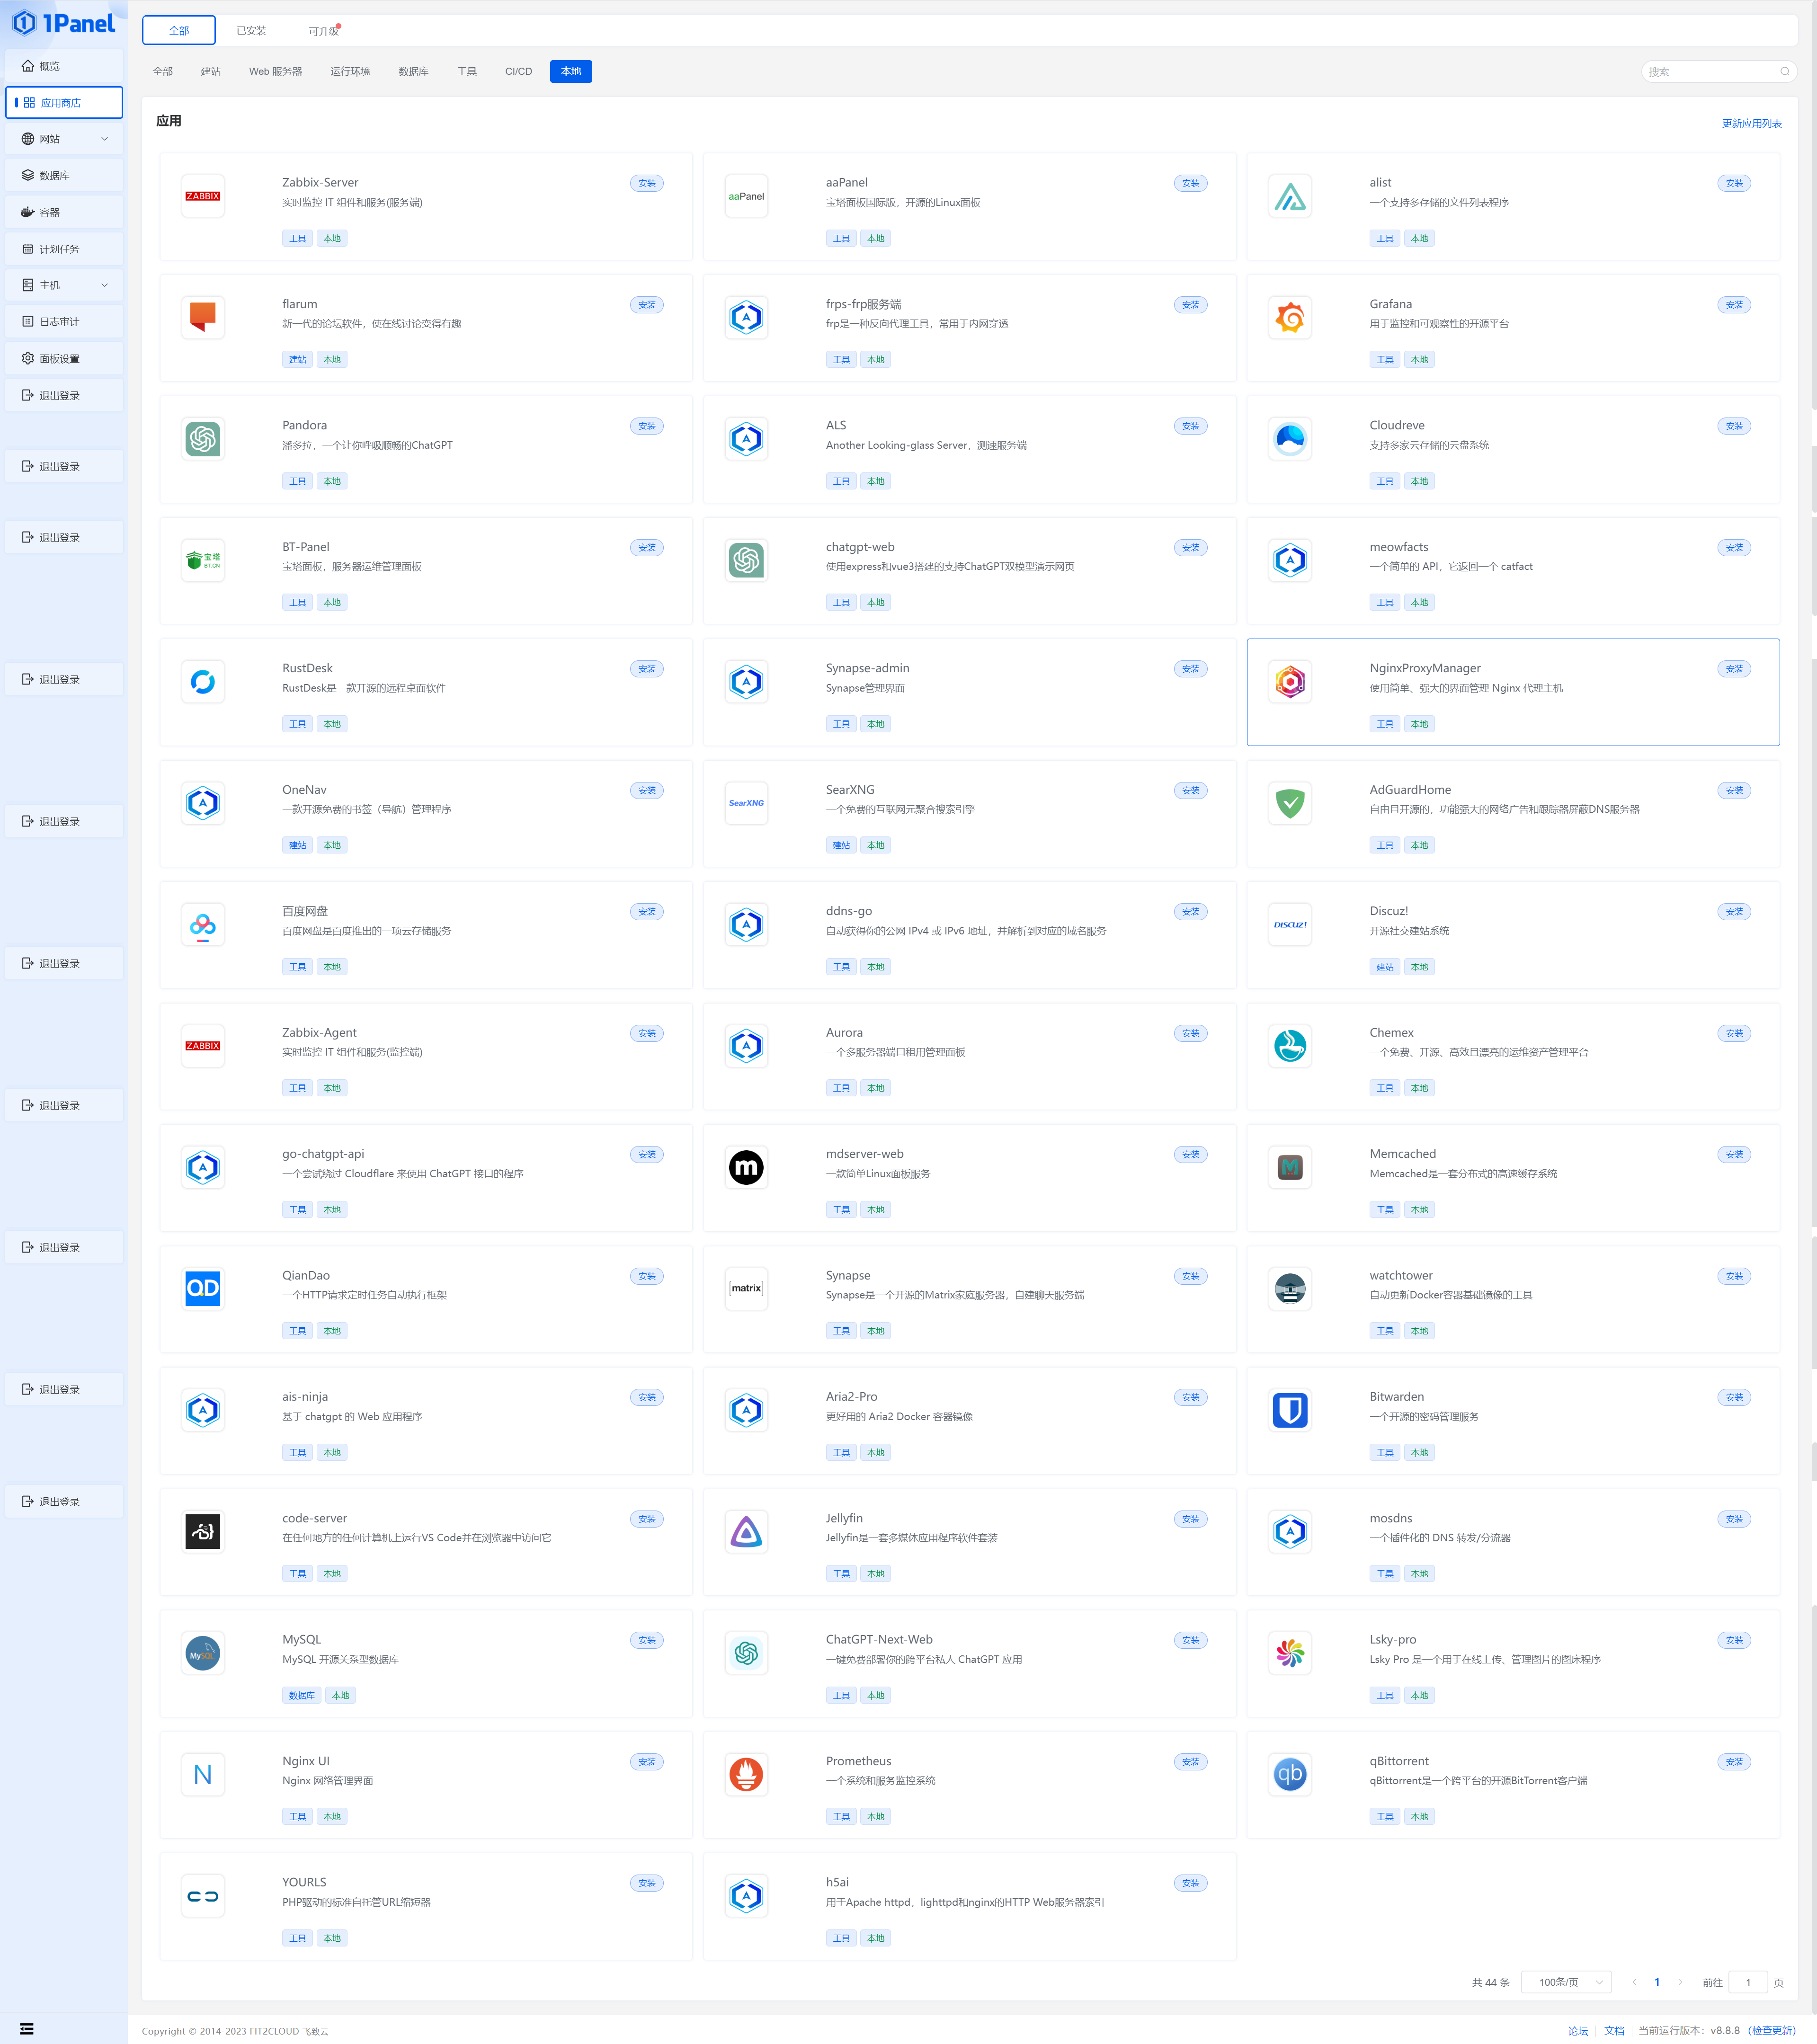 1Panel
概览
应用商店
网站
数据库
容器
计划任务
主机
日志审计
面板设置
退出登录
退出登录
退出登录
退出登录
退出登录
退出登录
退出登录
退出登录
退出登录
退出登录
全部 已安装 可升级
全部 建站 Web 服务器 运行环境 数据库 工具 CI/CD 本地
搜索
应用
更新应用列表
ZABBIX
Zabbix-Server
安装
实时监控 IT 组件和服务(服务端)
工具 本地
aaPanel
aaPanel
安装
宝塔面板国际版，开源的Linux面板
工具 本地
alist
安装
一个支持多存储的文件列表程序
工具 本地
flarum
安装
新一代的论坛软件，使在线讨论变得有趣
建站 本地
frps-frp服务端
安装
frp是一种反向代理工具，常用于内网穿透
工具 本地
Grafana
安装
用于监控和可观察性的开源平台
工具 本地
Pandora
安装
潘多拉，一个让你呼吸顺畅的ChatGPT
工具 本地
A
ALS
安装
Another Looking-glass Server，测速服务端
工具 本地
Cloudreve
安装
支持多家云存储的云盘系统
工具 本地
宝塔
BT.CN
BT-Panel
安装
宝塔面板，服务器运维管理面板
工具 本地
chatgpt-web
安装
使用express和vue3搭建的支持ChatGPT双模型演示网页
工具 本地
meowfacts
安装
一个简单的 API，它返回一个 catfact
工具 本地
RustDesk
安装
RustDesk是一款开源的远程桌面软件
工具 本地
Synapse-admin
安装
Synapse管理界面
工具 本地
NginxProxyManager
安装
使用简单、强大的界面管理 Nginx 代理主机
工具 本地
OneNav
安装
一款开源免费的书签（导航）管理程序
建站 本地
SearXNG
SearXNG
安装
一个免费的互联网元聚合搜索引擎
建站 本地
AdGuardHome
安装
自由且开源的，功能强大的网络广告和跟踪器屏蔽DNS服务器
工具 本地
百度网盘
安装
百度网盘是百度推出的一项云存储服务
工具 本地
ddns-go
安装
自动获得你的公网 IPv4 或 IPv6 地址，并解析到对应的域名服务
工具 本地
DISCUZ!
Discuz!
安装
开源社交建站系统
建站 本地
ZABBIX
Zabbix-Agent
安装
实时监控 IT 组件和服务(监控端)
工具 本地
Aurora
安装
一个多服务器端口租用管理面板
工具 本地
Chemex
安装
一个免费、开源、高效且漂亮的运维资产管理平台
工具 本地
go-chatgpt-api
安装
一个尝试绕过 Cloudflare 来使用 ChatGPT 接口的程序
工具 本地
m
mdserver-web
安装
一款简单Linux面板服务
工具 本地
M
Memcached
安装
Memcached是一套分布式的高速缓存系统
工具 本地
QD
QianDao
安装
一个HTTP请求定时任务自动执行框架
工具 本地
[matrix]
Synapse
安装
Synapse是一个开源的Matrix家庭服务器，自建聊天服务端
工具 本地
watchtower
安装
自动更新Docker容器基础镜像的工具
工具 本地
ais-ninja
安装
基于 chatgpt 的 Web 应用程序
工具 本地
Aria2-Pro
安装
更好用的 Aria2 Docker 容器镜像
工具 本地
Bitwarden
安装
一个开源的密码管理服务
工具 本地
code-server
安装
在任何地方的任何计算机上运行VS Code并在浏览器中访问它
工具 本地
Jellyfin
安装
Jellyfin是一套多媒体应用程序软件套装
工具 本地
mosdns
安装
一个插件化的 DNS 转发/分流器
工具 本地
MySQL
MySQL
安装
MySQL 开源关系型数据库
数据库 本地
ChatGPT-Next-Web
安装
一键免费部署你的跨平台私人 ChatGPT 应用
工具 本地
Lsky-pro
安装
Lsky Pro 是一个用于在线上传、管理图片的图床程序
工具 本地
N
Nginx UI
安装
Nginx 网络管理界面
工具 本地
Prometheus
安装
一个系统和服务监控系统
工具 本地
qb
qBittorrent
安装
qBittorrent是一个跨平台的开源BitTorrent客户端
工具 本地
YOURLS
安装
PHP驱动的标准自托管URL缩短器
工具 本地
h5ai
安装
用于Apache httpd，lighttpd和nginx的HTTP Web服务器索引
工具 本地
共 44 条 100条/页 1 前往 1 页
Copyright © 2014-2023 FIT2CLOUD 飞致云
论坛 文档 当前运行版本：v8.8.8 (检查更新)